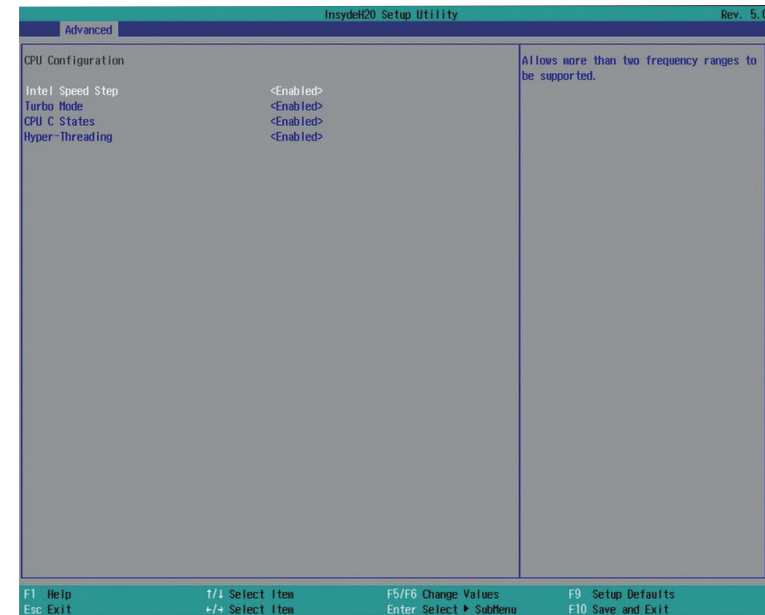 InsydeH20 Setup Utility Rev. 5.0
Advanced
CPU Configuration
Intel Speed Step <Enabled>
Turbo Mode <Enabled>
CPU C States <Enabled>
Hyper-Threading <Enabled>
Allows more than two frequency ranges to
be supported.
F1 Help ↑/↓ Select Item F5/F6 Change Values F9 Setup Defaults
Esc Exit ←/→ Select Item Enter Select ▶ SubMenu F10 Save and Exit